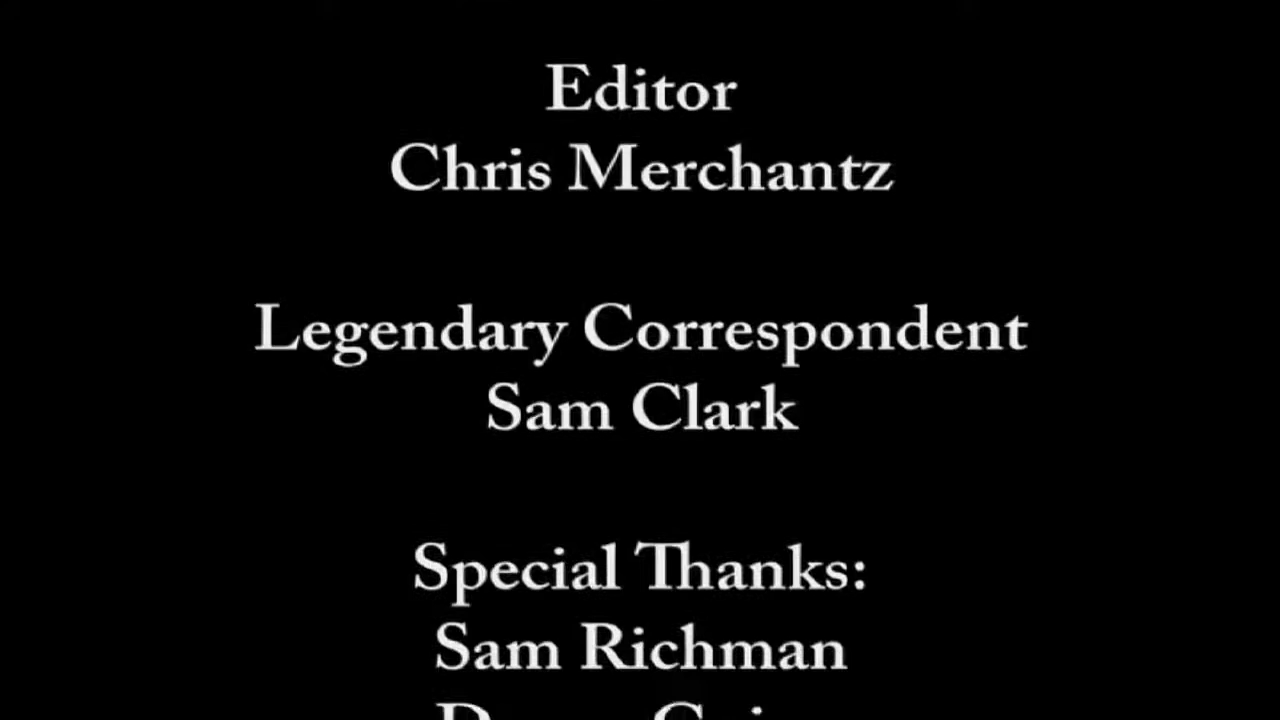 Editor
Chris Merchantz
Legendary Correspondent
Sam Clark
Special Thanks:
Sam Richman